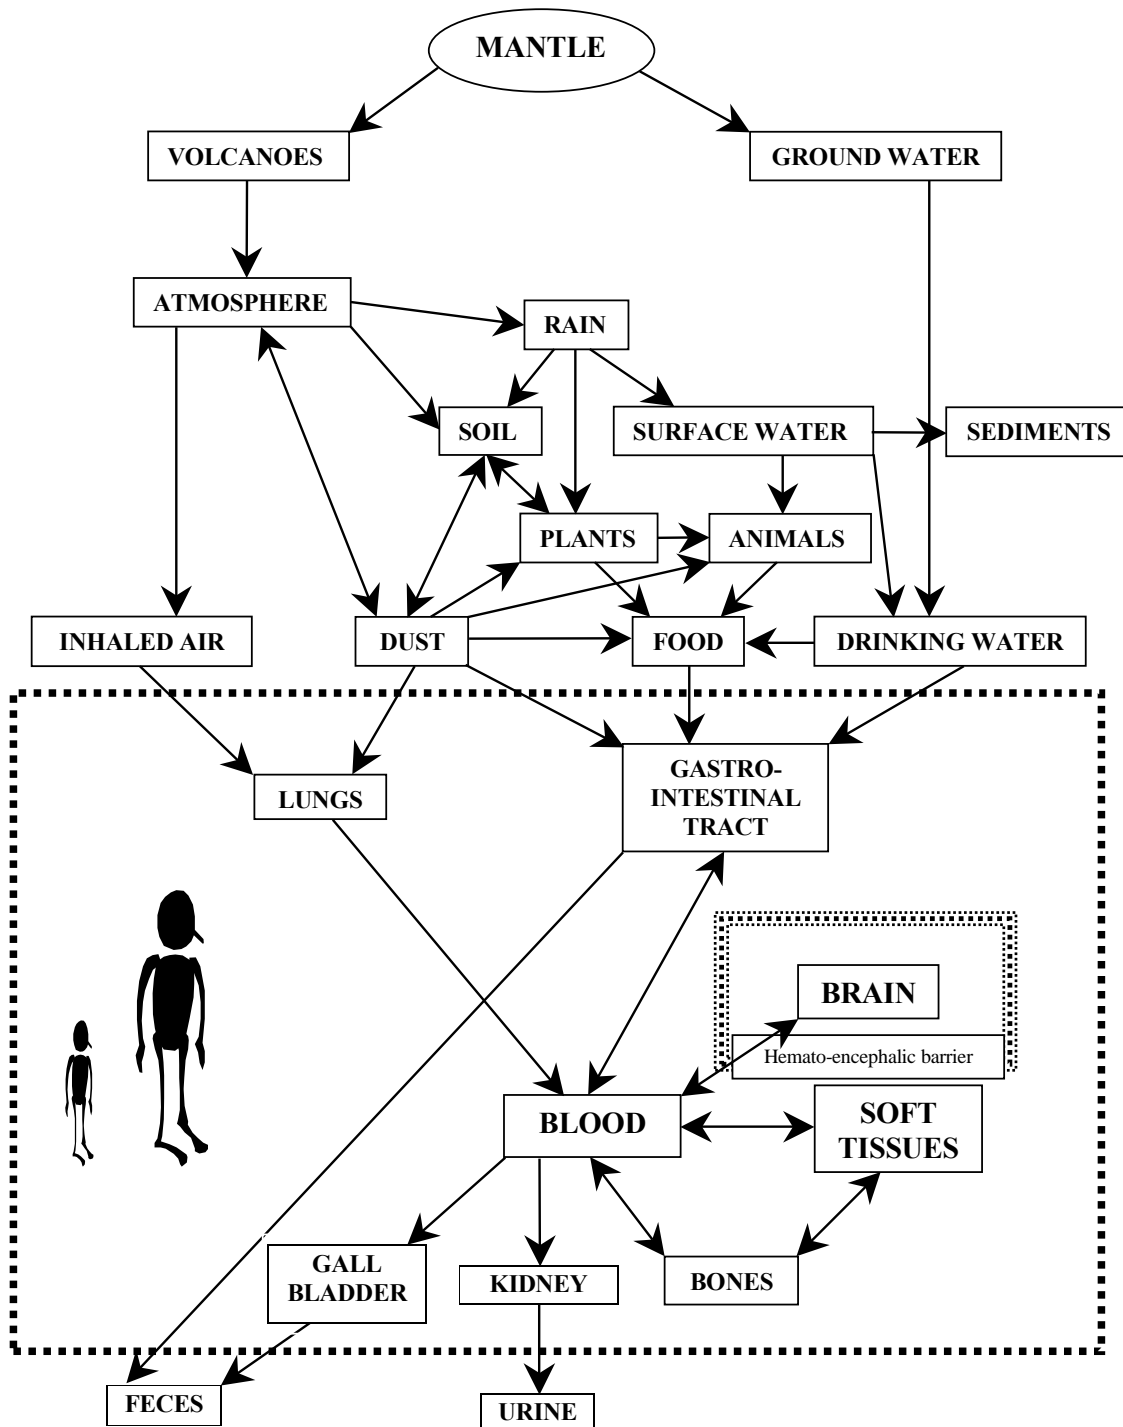 MANTLE
VOLCANOES
GROUND WATER
ATMOSPHERE
RAIN
SOIL
SURFACE WATER
SEDIMENTS
PLANTS
ANIMALS
INHALED AIR
DUST
FOOD
DRINKING WATER
LUNGS
GASTRO-
INTESTINAL
TRACT
BRAIN
Hemato-encephalic barrier
BLOOD
SOFT
TISSUES
GALL
BLADDER
KIDNEY
BONES
FECES
URINE